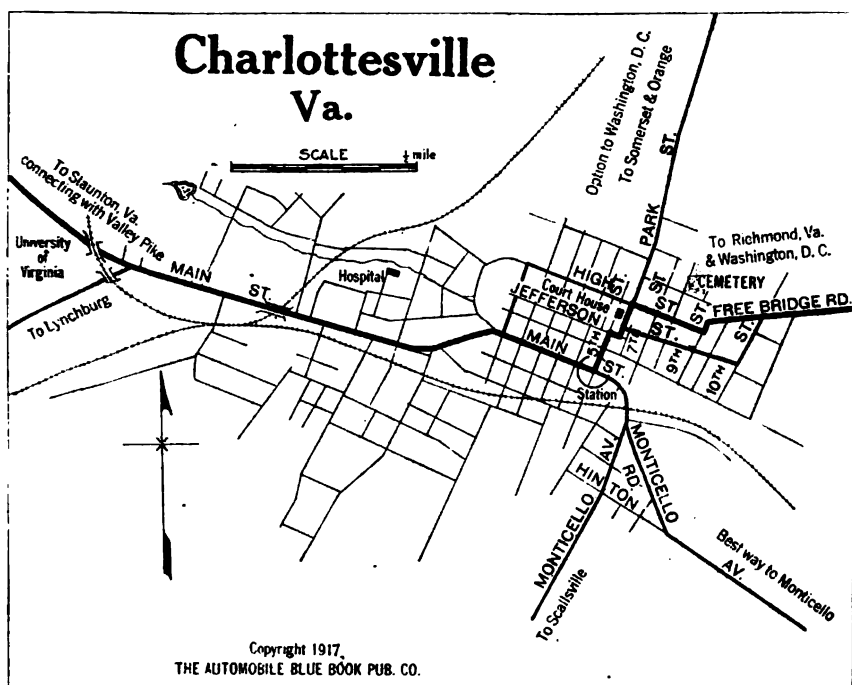 Charlottesville
Va.
SCALE
¼ mile
To Staunton, Va.
connecting with Valley Pike
University
of
Virginia
To Lynchburg
MAIN
ST.
Hospital
Option to Washington, D.C.
To Somerset & Orange
PARK
ST.
To Richmond, Va.
& Washington, D.C.
CEMETERY
HIGH
ST.
ST.
ST
Court House
JEFFERSON
ST.
FREE BRIDGE RD.
MAIN
ST.
5TH
7TH
9TH
10TH
ST.
ST.
Station
MONTICELLO
AV.
MONTICELLO
RD.
HINTON
AV.
Best way to Monticello
To Scallsville
Copyright 1917,
THE AUTOMOBILE BLUE BOOK PUB. CO.